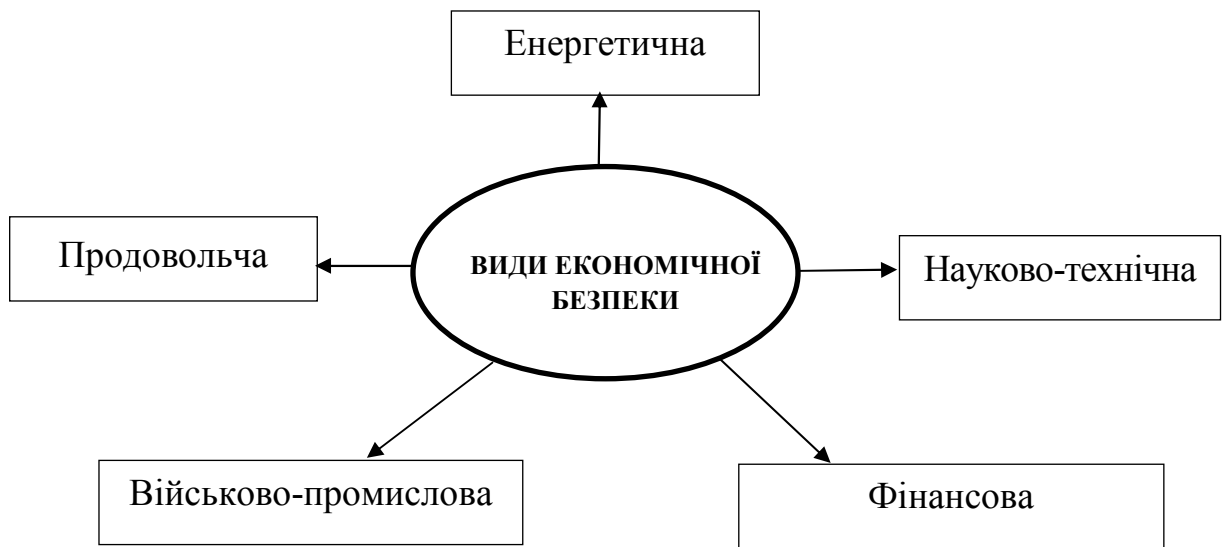 Енергетична
Продовольча
ВИДИ ЕКОНОМІЧНОЇ
БЕЗПЕКИ
Науково-технічна
Військово-промислова
Фінансова